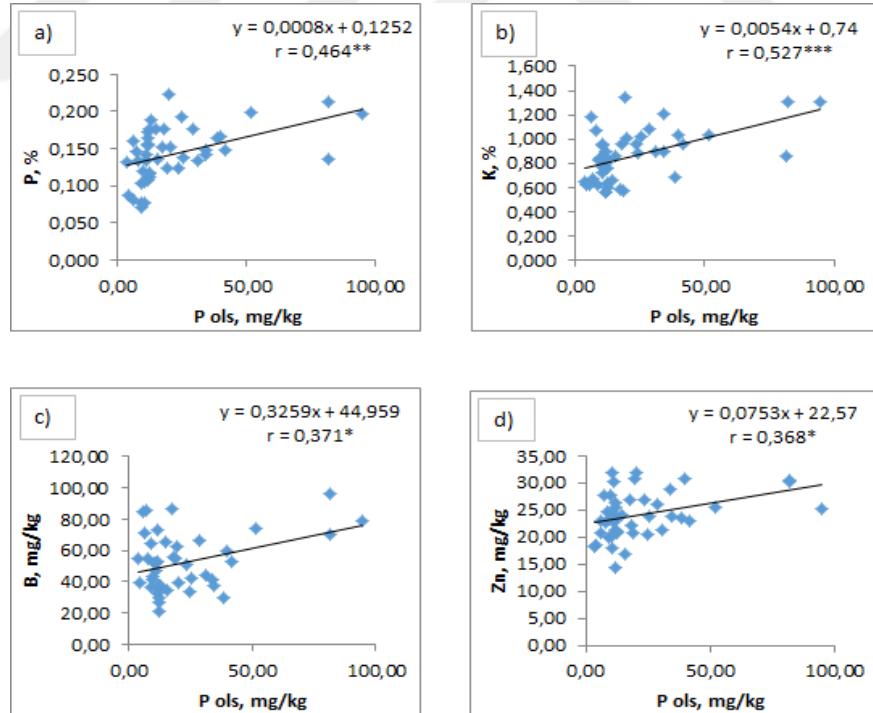 a)
y = 0,0008x + 0,1252
r = 0,464**
0,250
0,200
0,150
0,100
0,050
0,000
P, %
0,00 50,00 100,00
P ols, mg/kg
b)
y = 0,0054x + 0,74
r = 0,527***
1,600
1,400
1,200
1,000
0,800
0,600
0,400
0,200
0,000
K, %
0,00 50,00 100,00
P ols, mg/kg
c)
y = 0,3259x + 44,959
r = 0,371*
120,00
100,00
80,00
60,00
40,00
20,00
0,00
B, mg/kg
0,00 50,00 100,00
P ols, mg/kg
d)
y = 0,0753x + 22,57
r = 0,368*
35,00
30,00
25,00
20,00
15,00
10,00
5,00
0,00
Zn, mg/kg
0,00 50,00 100,00
P ols, mg/kg